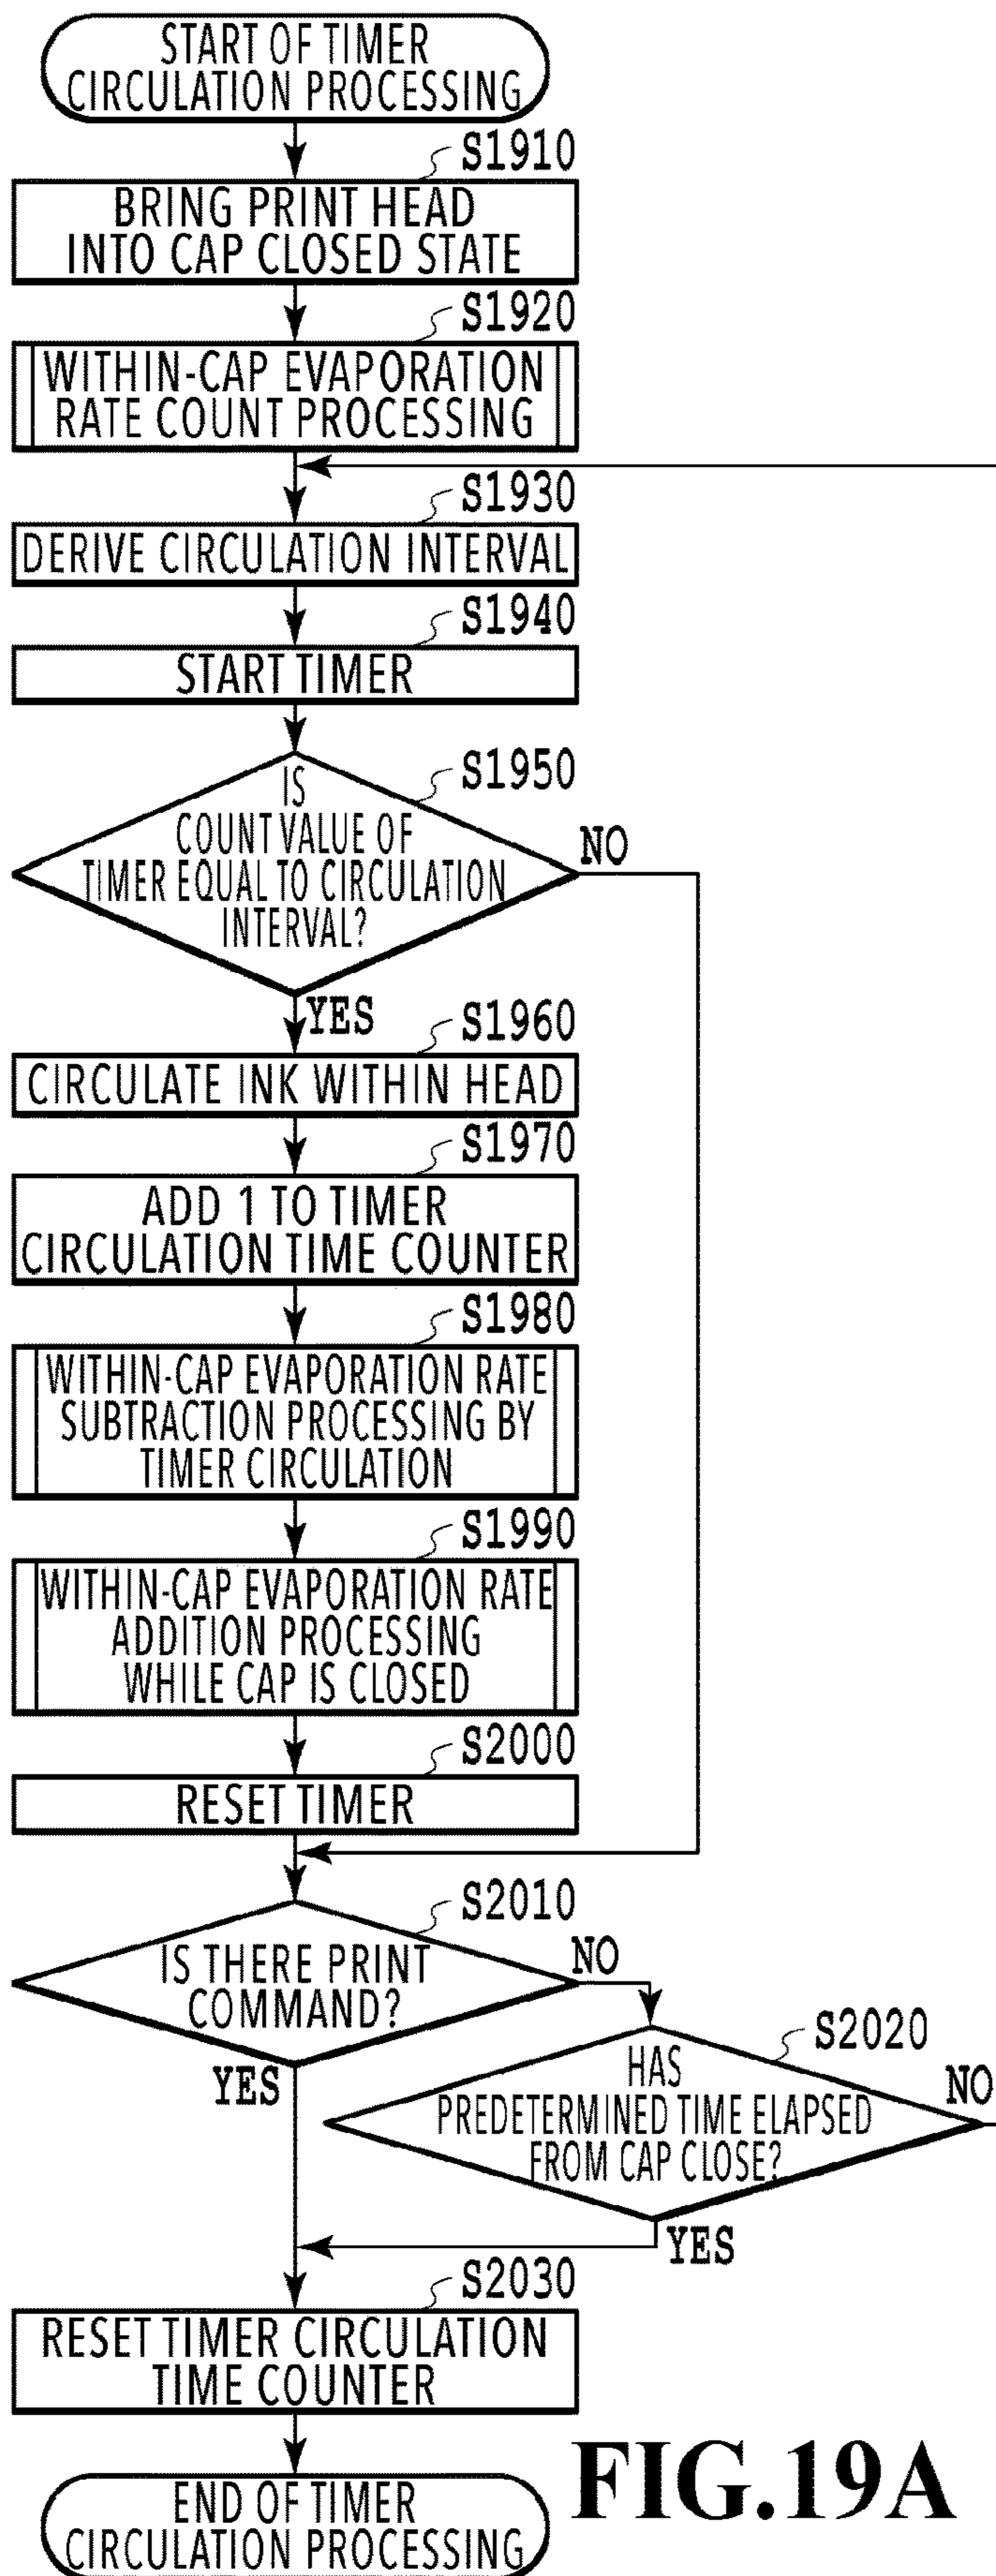 START OF TIMER
CIRCULATION PROCESSING
S1910
BRING PRINT HEAD
INTO CAP CLOSED STATE
S1920
WITHIN-CAP EVAPORATION
RATE COUNT PROCESSING
S1930
DERIVE CIRCULATION INTERVAL
S1940
START TIMER
S1950
IS
COUNT VALUE OF
TIMER EQUAL TO CIRCULATION
INTERVAL?
NO
YES
S1960
CIRCULATE INK WITHIN HEAD
S1970
ADD 1 TO TIMER
CIRCULATION TIME COUNTER
S1980
WITHIN-CAP EVAPORATION RATE
SUBTRACTION PROCESSING BY
TIMER CIRCULATION
S1990
WITHIN-CAP EVAPORATION RATE
ADDITION PROCESSING
WHILE CAP IS CLOSED
S2000
RESET TIMER
S2010
IS THERE PRINT
COMMAND?
NO
YES
S2020
HAS
PREDETERMINED TIME ELAPSED
FROM CAP CLOSE?
NO
YES
S2030
RESET TIMER CIRCULATION
TIME COUNTER
END OF TIMER
CIRCULATION PROCESSING
FIG.19A